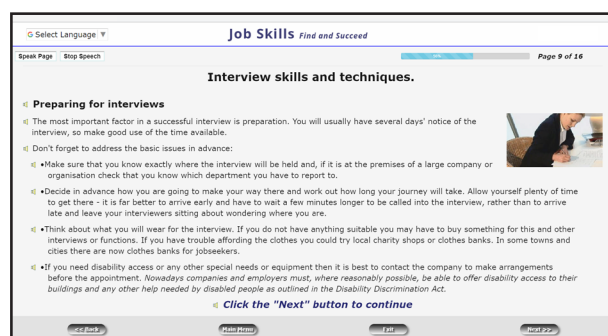 G Select Language ▼
Job Skills Find and Succeed
Speak Page Stop Speech
Page 9 of 16
Interview skills and techniques.
Preparing for interviews
The most important factor in a successful interview is preparation. You will usually have several days' notice of the
interview, so make good use of the time available.
Don't forget to address the basic issues in advance:
•Make sure that you know exactly where the interview will be held and, if it is at the premises of a large company or
organisation check that you know which department you have to report to.
•Decide in advance how you are going to make your way there and work out how long your journey will take. Allow yourself plenty of time
to get there - it is far better to arrive early and have to wait a few minutes longer to be called into the interview, rather than to arrive
late and leave your interviewers sitting about wondering where you are.
•Think about what you will wear for the interview. If you do not have anything suitable you may have to buy something for this and other
interviews or functions. If you have trouble affording the clothes you could try local charity shops or clothes banks. In some towns and
cities there are now clothes banks for jobseekers.
•If you need disability access or any other special needs or equipment then it is best to contact the company to make arrangements
before the appointment. Nowadays companies and employers must, where reasonably possible, be able to offer disability access to their
buildings and any other help needed by disabled people as outlined in the Disability Discrimination Act.
Click the "Next" button to continue
<< Back Main Menu Exit Next >>